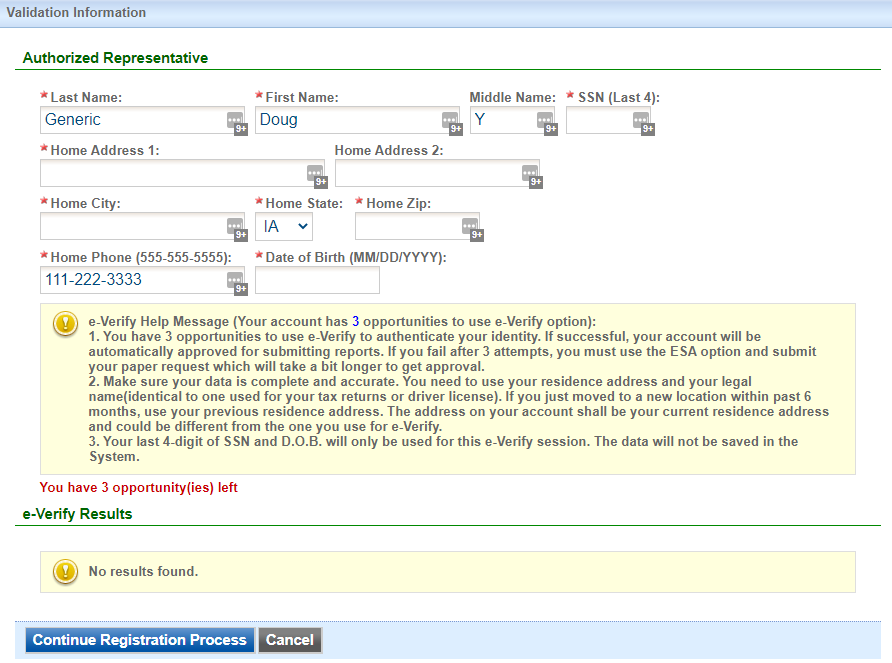 Validation Information
Authorized Representative
* Last Name: * First Name: Middle Name: * SSN (Last 4):
Generic Doug Y
9+ 9+ 9+ 9+
* Home Address 1: Home Address 2:
9+ 9+
* Home City: * Home State: * Home Zip:
IA
9+ 9+
* Home Phone (555-555-5555): * Date of Birth (MM/DD/YYYY):
111-222-3333
9+
e-Verify Help Message (Your account has 3 opportunities to use e-Verify option):
1. You have 3 opportunities to use e-Verify to authenticate your identity. If successful, your account will be
automatically approved for submitting reports. If you fail after 3 attempts, you must use the ESA option and submit
your paper request which will take a bit longer to get approval.
2. Make sure your data is complete and accurate. You need to use your residence address and your legal
name(identical to one used for your tax returns or driver license). If you just moved to a new location within past 6
months, use your previous residence address. The address on your account shall be your current residence address
and could be different from the one you use for e-Verify.
3. Your last 4-digit of SSN and D.O.B. will only be used for this e-Verify session. The data will not be saved in the
System.
You have 3 opportunity(ies) left
e-Verify Results
No results found.
Continue Registration Process Cancel